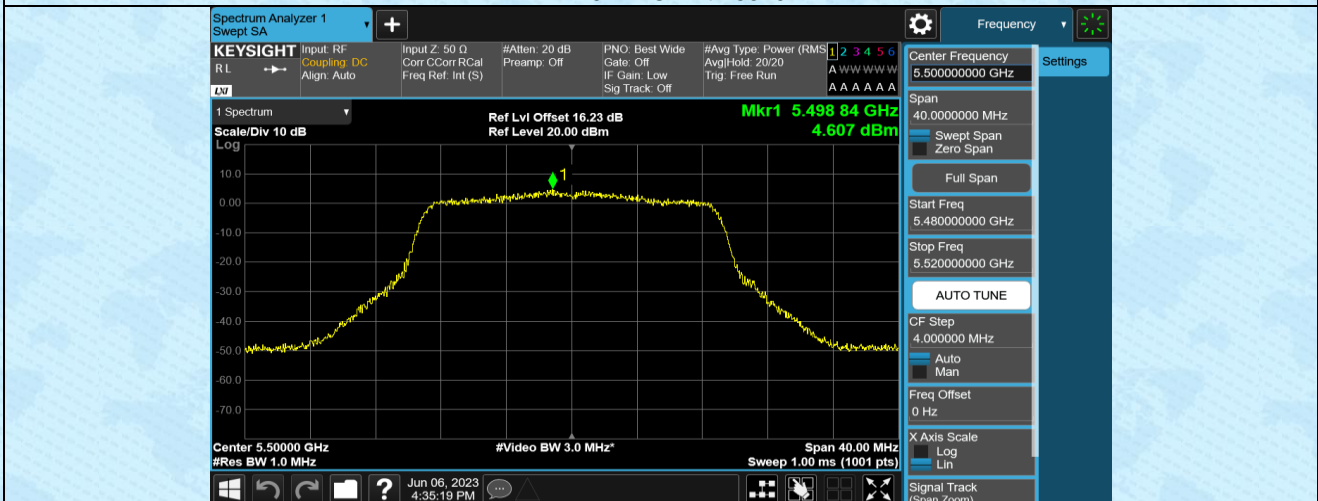 Spectrum Analyzer 1
Swept SA
Frequency
KEYSIGHT
RL
LXI
Input: RF
Coupling: DC
Align: Auto
Input Z: 50 Ω
Corr CCorr RCal
Freq Ref: Int (S)
#Atten: 20 dB
Preamp: Off
PNO: Best Wide
Gate: Off
IF Gain: Low
Sig Track: Off
#Avg Type: Power (RMS
Avg|Hold: 20/20
Trig: Free Run
1 2 3 4 5 6
A W W W W W
A A A A A A
1 Spectrum
Scale/Div 10 dB
Log
Ref Lvl Offset 16.23 dB
Ref Level 20.00 dBm
Mkr1 5.498 84 GHz
4.607 dBm
1
10.0
0.00
-10.0
-20.0
-30.0
-40.0
-50.0
-60.0
-70.0
Center 5.50000 GHz
#Res BW 1.0 MHz
#Video BW 3.0 MHz*
Span 40.00 MHz
Sweep 1.00 ms (1001 pts)
?
Jun 06, 2023
4:35:19 PM
Center Frequency
5.500000000 GHz
Span
40.0000000 MHz
Swept Span
Zero Span
Full Span
Start Freq
5.480000000 GHz
Stop Freq
5.520000000 GHz
AUTO TUNE
CF Step
4.000000 MHz
Auto
Man
Freq Offset
0 Hz
X Axis Scale
Log
Lin
Signal Track
(Span Zoom)
Settings